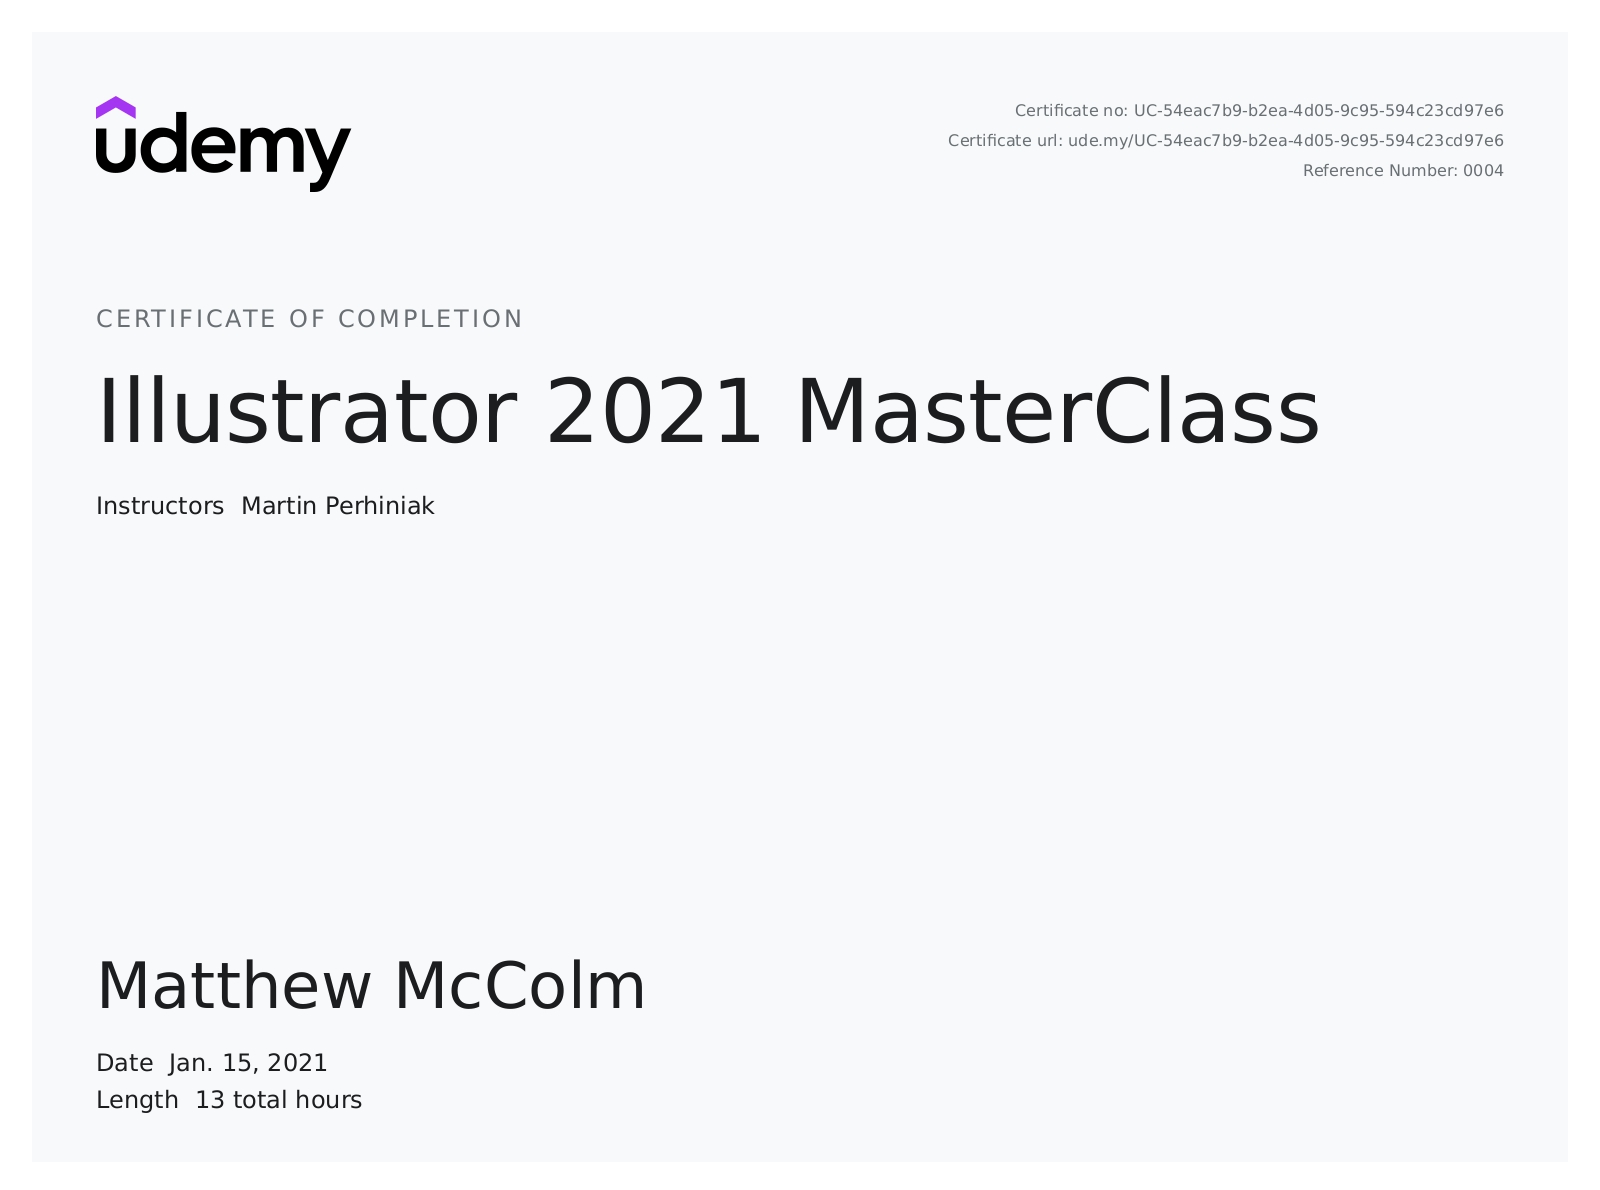 udemy
Certificate no: UC-54eac7b9-b2ea-4d05-9c95-594c23cd97e6
Certificate url: ude.my/UC-54eac7b9-b2ea-4d05-9c95-594c23cd97e6
Reference Number: 0004
CERTIFICATE OF COMPLETION
Illustrator 2021 MasterClass
Instructors Martin Perhiniak
Matthew McColm
Date Jan. 15, 2021
Length 13 total hours